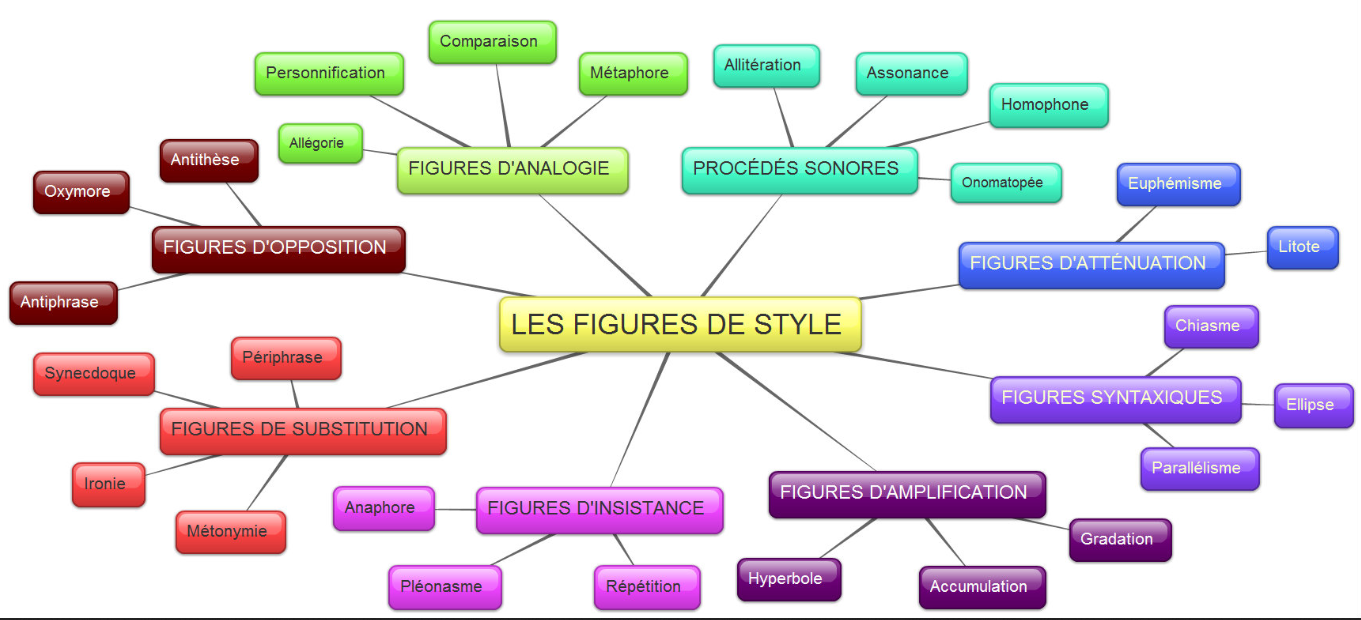 LES FIGURES DE STYLE
FIGURES D'ANALOGIE
Allégorie
Personnification
Comparaison
Métaphore
PROCÉDÉS SONORES
Allitération
Assonance
Homophone
Onomatopée
FIGURES D'ATTÉNUATION
Euphémisme
Litote
FIGURES SYNTAXIQUES
Chiasme
Ellipse
Parallélisme
FIGURES D'AMPLIFICATION
Gradation
Accumulation
Hyperbole
FIGURES D'INSISTANCE
Répétition
Pléonasme
Anaphore
FIGURES DE SUBSTITUTION
Métonymie
Ironie
Synecdoque
Périphrase
FIGURES D'OPPOSITION
Antiphrase
Oxymore
Antithèse